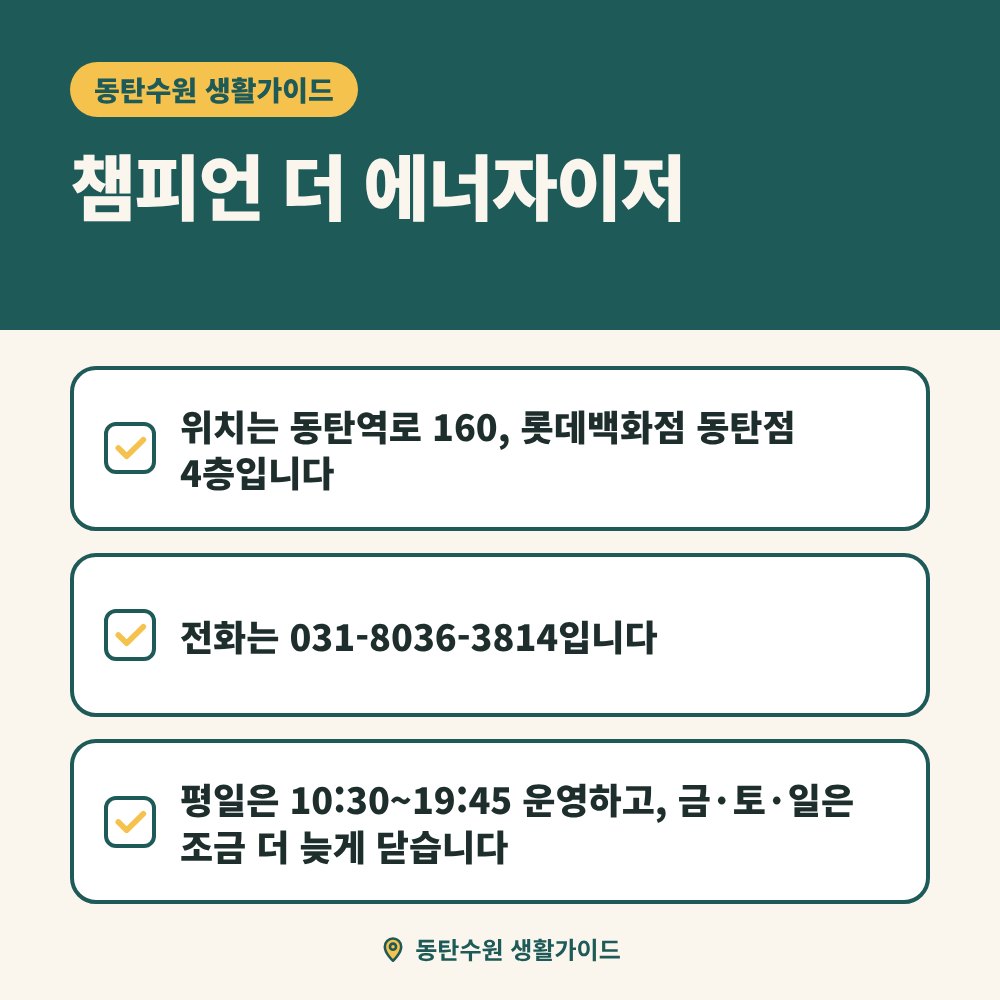 동탄수원 생활가이드
챔피언 더 에너자이저
위치는 동탄역로 160, 롯데백화점 동탄점
4층입니다
전화는 031-8036-3814입니다
평일은 10:30~19:45 운영하고, 금·토·일은
조금 더 늦게 닫습니다
동탄수원 생활가이드